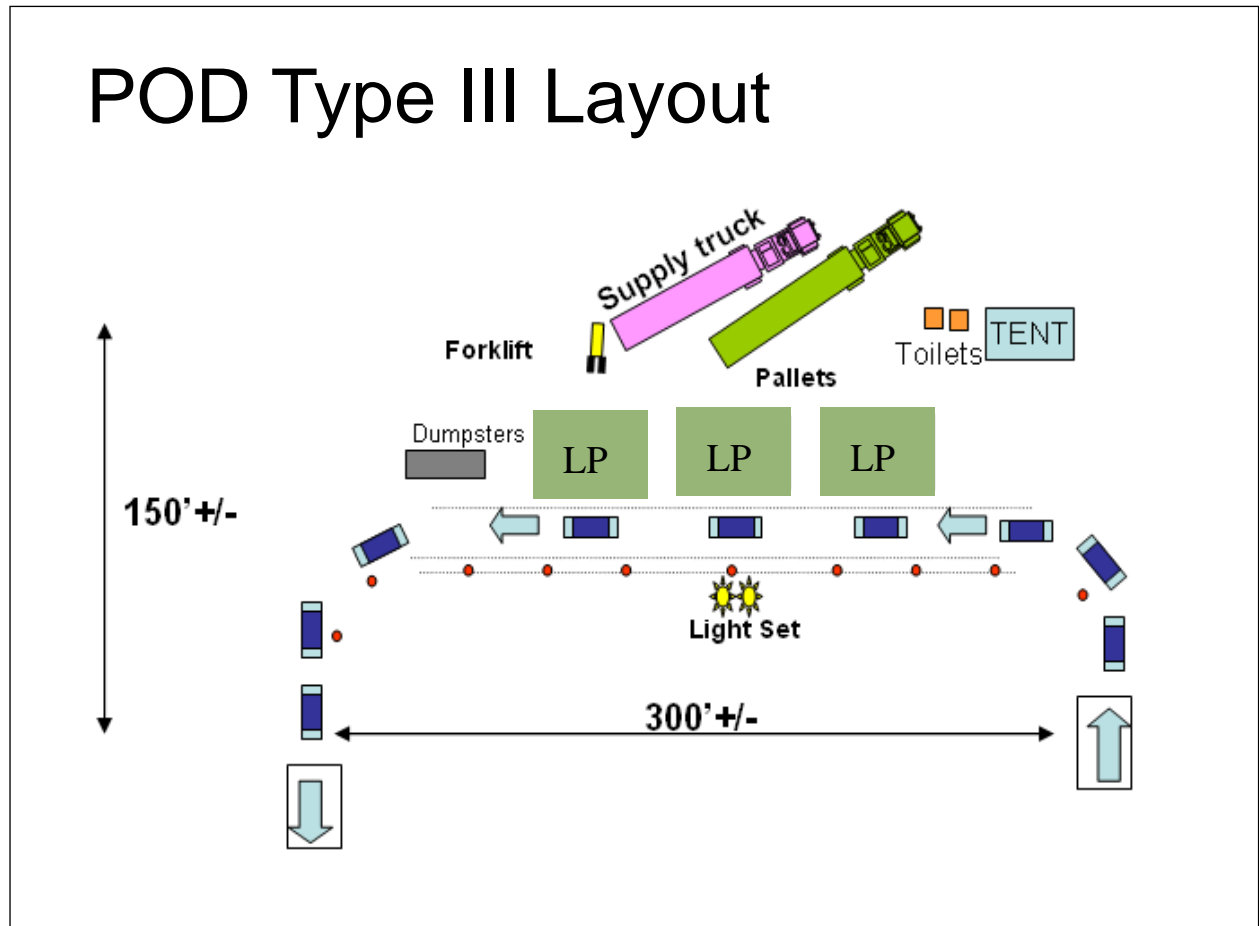 POD Type III Layout
Supply truck
Forklift
Pallets
Toilets
TENT
Dumpsters
LP
LP
LP
150'+/-
Light Set
300'+/-